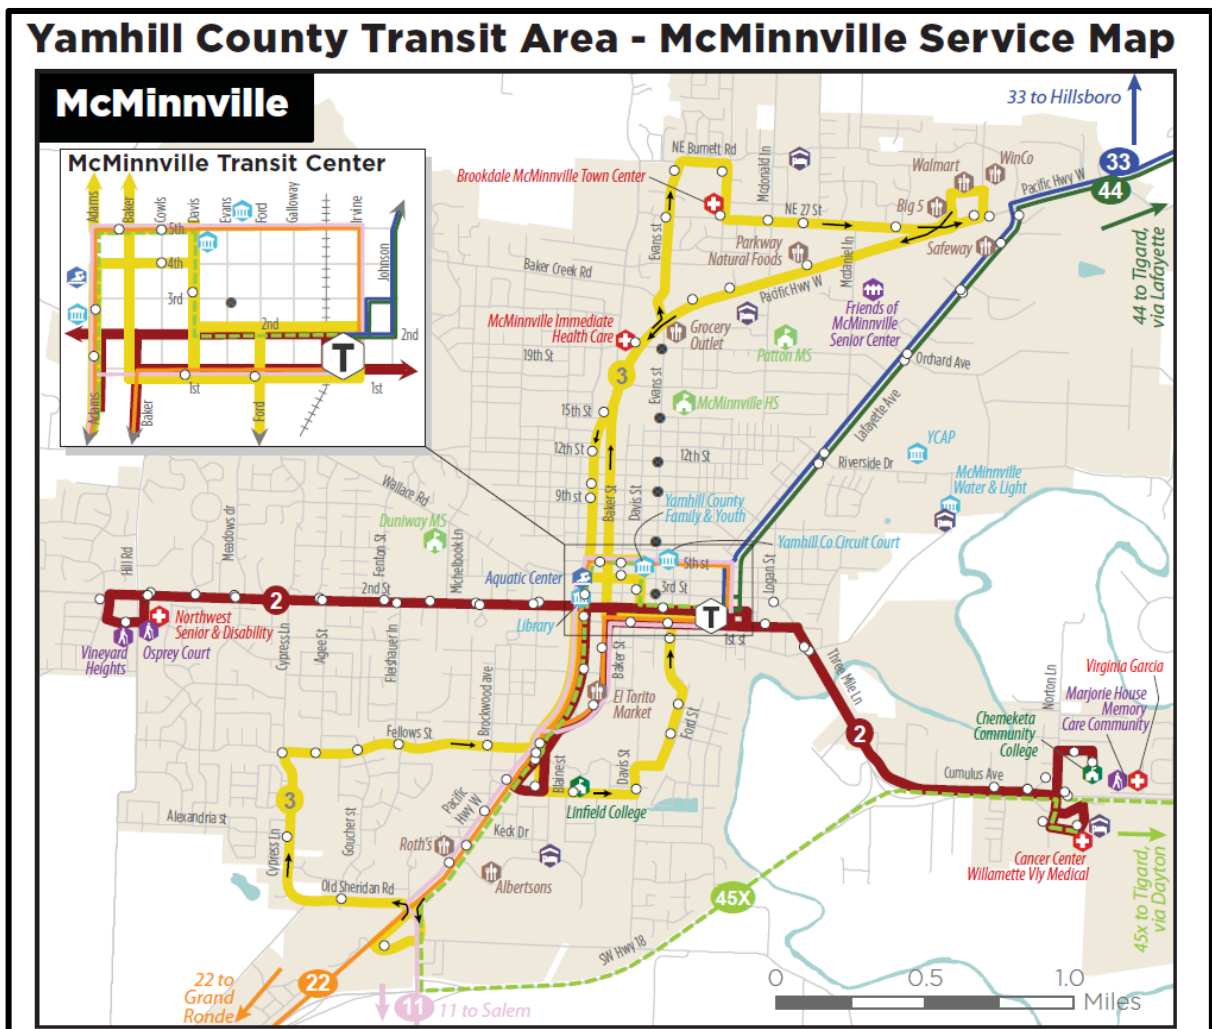 Yamhill County Transit Area - McMinnville Service Map
McMinnville
McMinnville Transit Center
Adams
Baker
Cowls
Davis
Evans
Ford
Galloway
Irvine
5th
4th
3rd
2nd
Johnson
2nd
T
1st
1st
Adams
Baker
Ford
33 to Hillsboro
33
44
Pacific Hwy W
44 to Tigard,
via Lafayette
NE Burnett Rd
Mcdonald Ln
Brookdale McMinnville Town Center
Walmart
WinCo
Big 5
NE 27 St
Safeway
Evans st
Parkway
Natural Foods
Mcdaniel ln
Baker Creek Rd
Pacific Hwy W
Friends of
McMinnville
Senior Center
McMinnville Immediate
Health Care
Grocery
Outlet
Patton MS
19th St
Orchard Ave
3
Evans st
McMinnville HS
15th St
Lafayette Ave
12th St
12th St
YCAP
Riverside Dr
McMinnville
Water & Light
Wallace Rd
9th st
Baker St
Davis St
Yamhill County
Family & Youth
Duniway MS
Yamhill Co Circuit Court
Hill Rd
Meadows dr
Fenton St
Michelbook Ln
5th st
Logan St
Aquatic Center
2nd St
3rd St
2
T
Library
1st st
Northwest
Senior & Disability
Vineyard
Heights
Osprey Court
Cypress Ln
Agee St
Fleishauer ln
Baker St
Three Mile Ln
Brockwood ave
El Torito
Market
Ford St
2
Norton Ln
Virginia Garcia
Marjorie House
Memory
Care Community
Chemeketa
Community
College
Fellows St
Blaine st
Davis St
Cumulus Ave
3
Linfield College
Alexandria st
Goucher st
Pacific
Hwy W
Keck Dr
Roth's
Cypress Ln
Albertsons
Cancer Center
Willamette Vly Medical
45x to Tigard,
via Dayton
Old Sheridan Rd
45X
SW Hwy 18
22 to
Grand
Ronde
22
11
11 to Salem
0 0.5 1.0
Miles